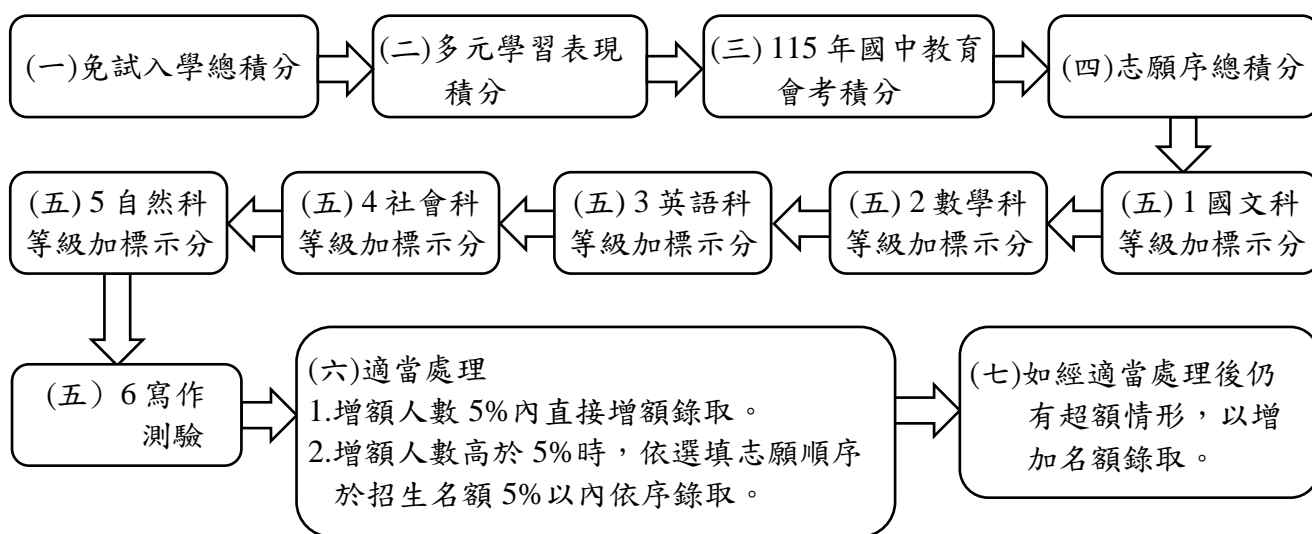 (一)免試入學總積分
(二)多元學習表現
積分
(三)115年國中教育
會考積分
(四)志願序總積分
(五)1國文科
等級加標示分
(五)2數學科
等級加標示分
(五)3英語科
等級加標示分
(五)4社會科
等級加標示分
(五)5自然科
等級加標示分
(五)6寫作
測驗
(六)適當處理
1.增額人數5%內直接增額錄取。
2.增額人數高於5%時,依選填志願順序
於招生名額5%以內依序錄取。
(七)如經適當處理後仍
有超額情形,以增
加名額錄取。